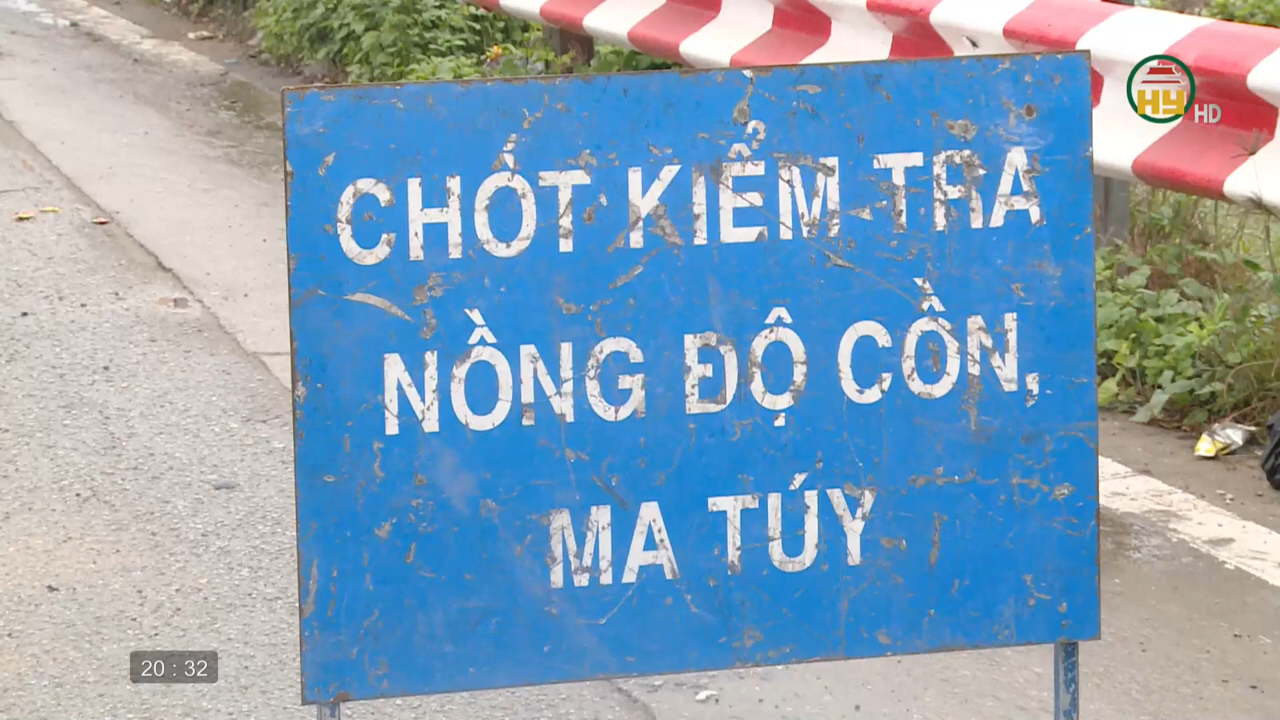 HY HD
CHỐT KIỂM TRA
NỒNG ĐỘ CỒN,
MA TÚY
20 : 32